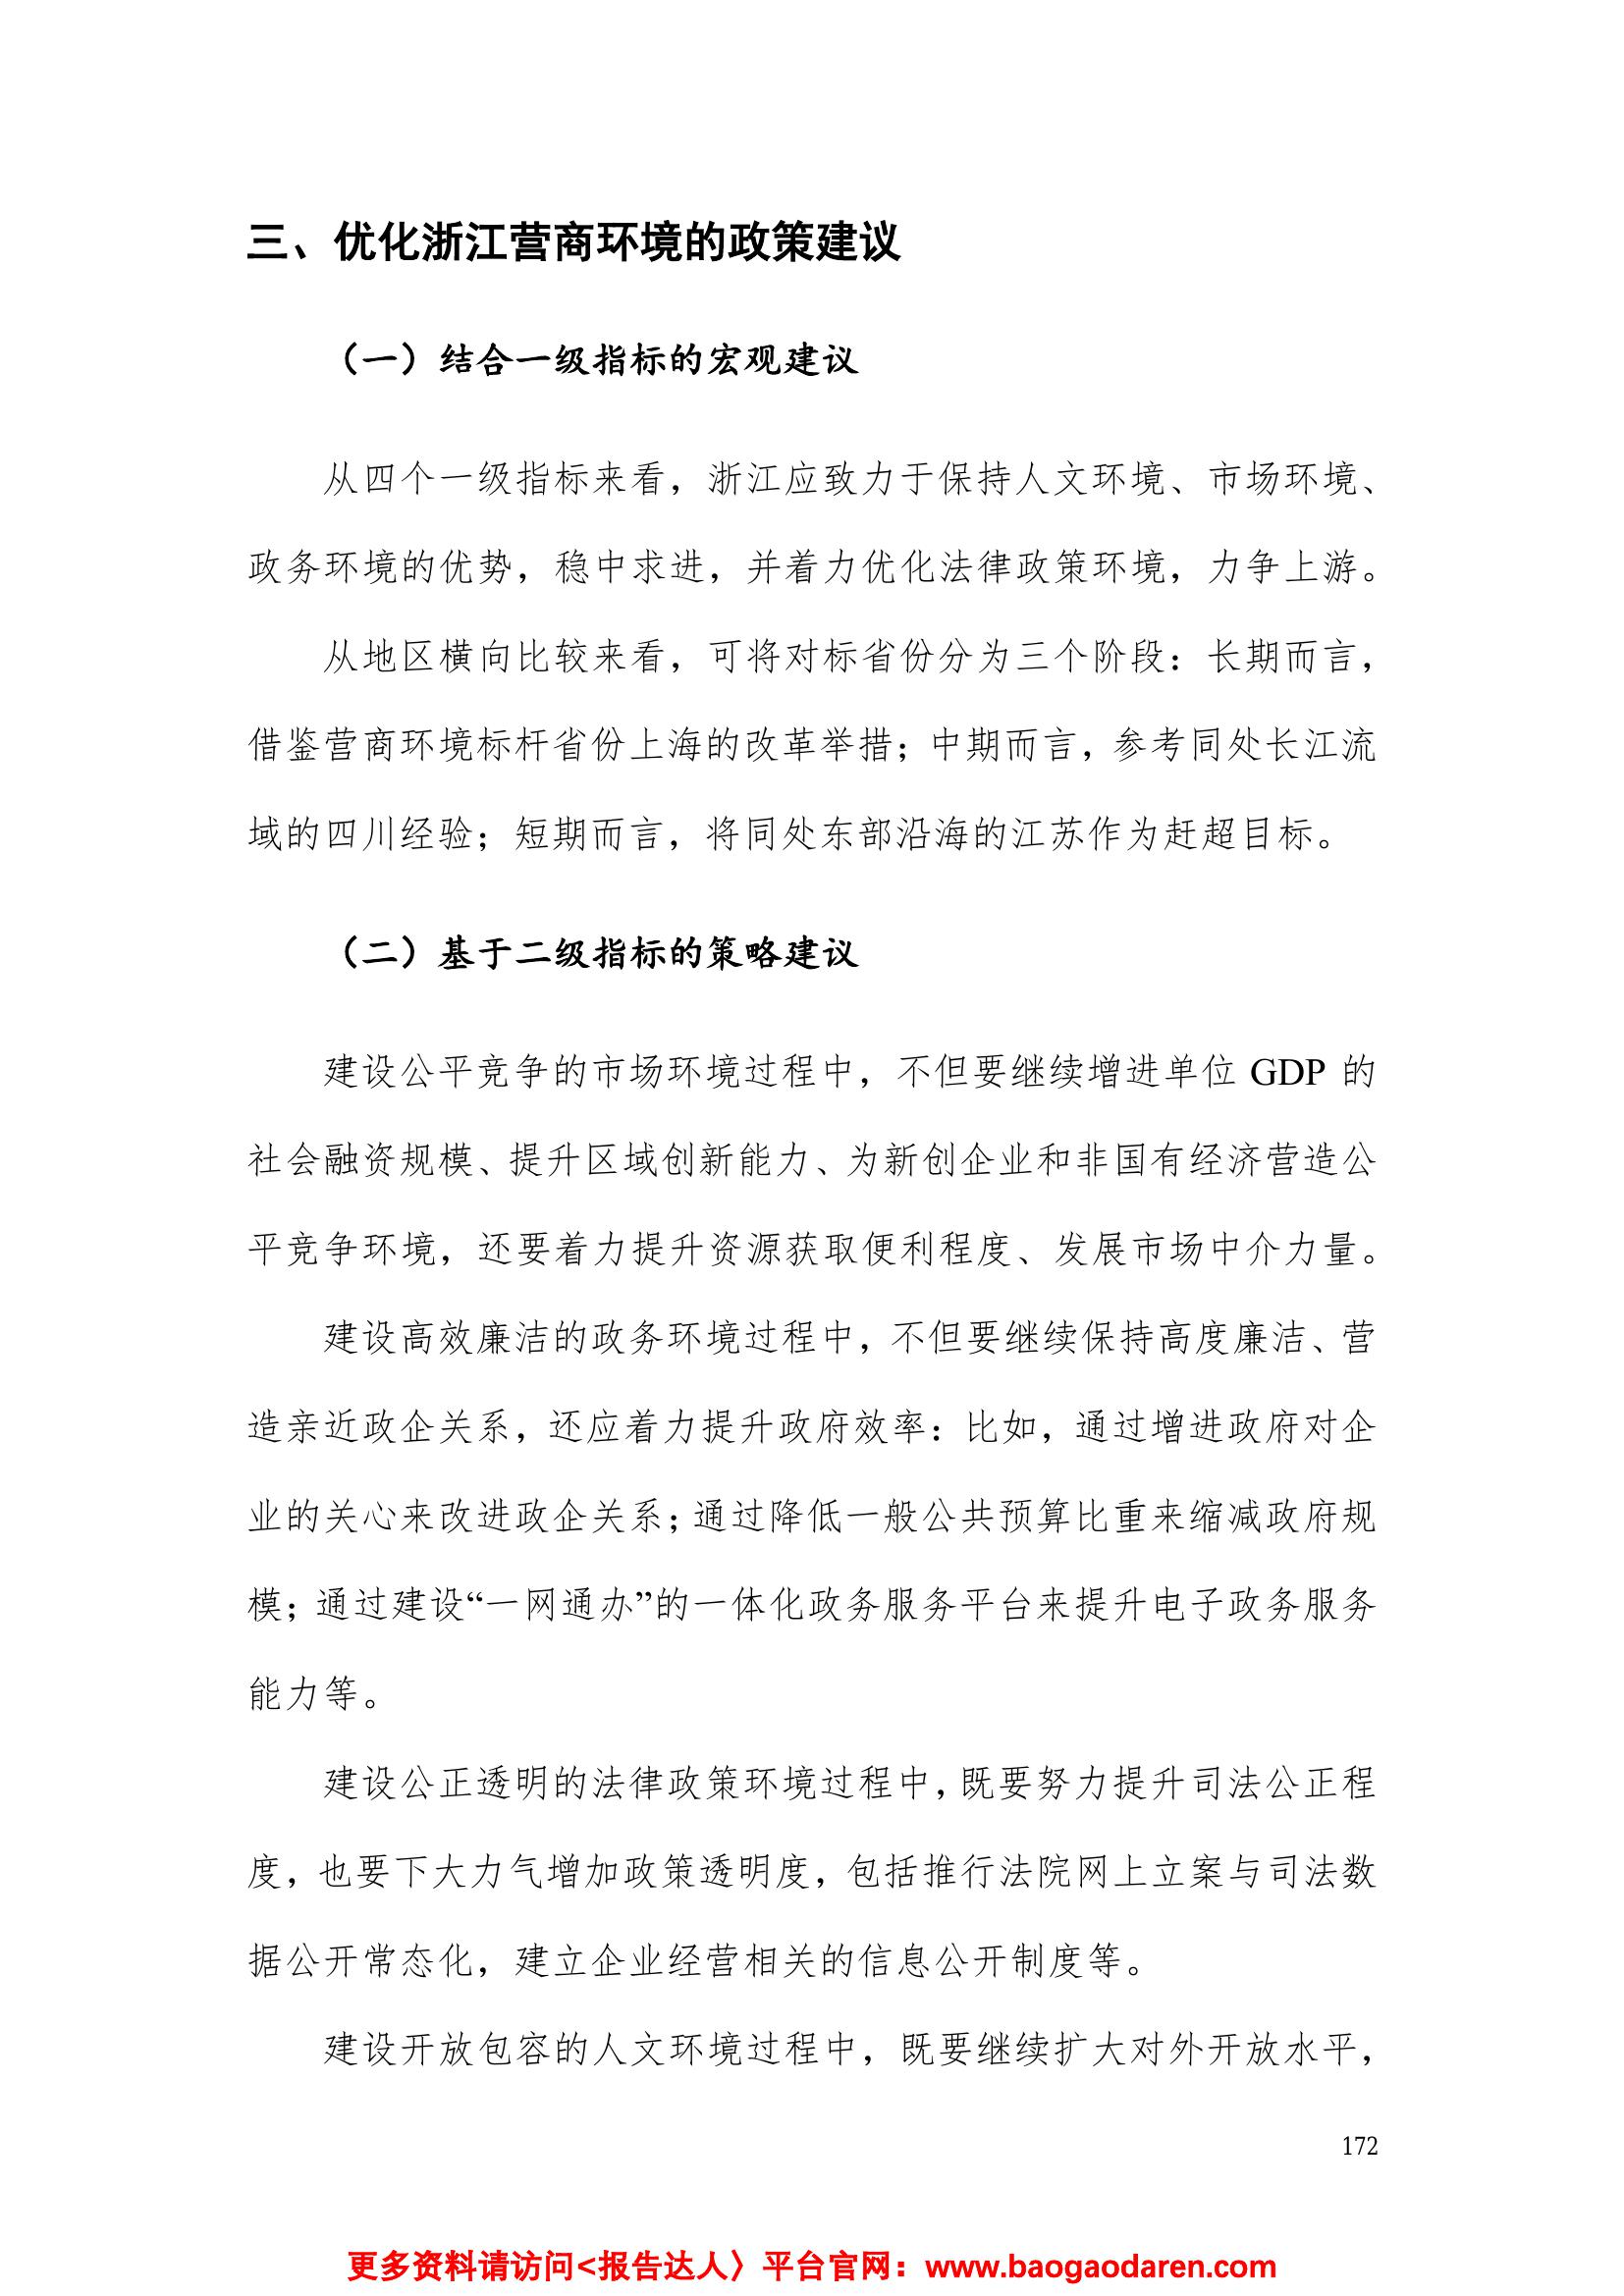 三、优化浙江营商环境的政策建议
（一）结合一级指标的宏观建议
从四个一级指标来看，浙江应致力于保持人文环境、市场环境、
政务环境的优势，稳中求进，并着力优化法律政策环境，力争上游。
从地区横向比较来看，可将对标省份分为三个阶段：长期而言，
借鉴营商环境标杆省份上海的改革举措；中期而言，参考同处长江流
域的四川经验；短期而言，将同处东部沿海的江苏作为赶超目标。
（二）基于二级指标的策略建议
建设公平竞争的市场环境过程中，不但要继续增进单位 GDP 的
社会融资规模、提升区域创新能力、为新创企业和非国有经济营造公
平竞争环境，还要着力提升资源获取便利程度、发展市场中介力量。
建设高效廉洁的政务环境过程中，不但要继续保持高度廉洁、营
造亲近政企关系，还应着力提升政府效率：比如，通过增进政府对企
业的关心来改进政企关系；通过降低一般公共预算比重来缩减政府规
模；通过建设“一网通办”的一体化政务服务平台来提升电子政务服务
能力等。
建设公正透明的法律政策环境过程中，既要努力提升司法公正程
度，也要下大力气增加政策透明度，包括推行法院网上立案与司法数
据公开常态化，建立企业经营相关的信息公开制度等。
建设开放包容的人文环境过程中，既要继续扩大对外开放水平，
172
更多资料请访问<报告达人〉平台官网：www.baogaodaren.com